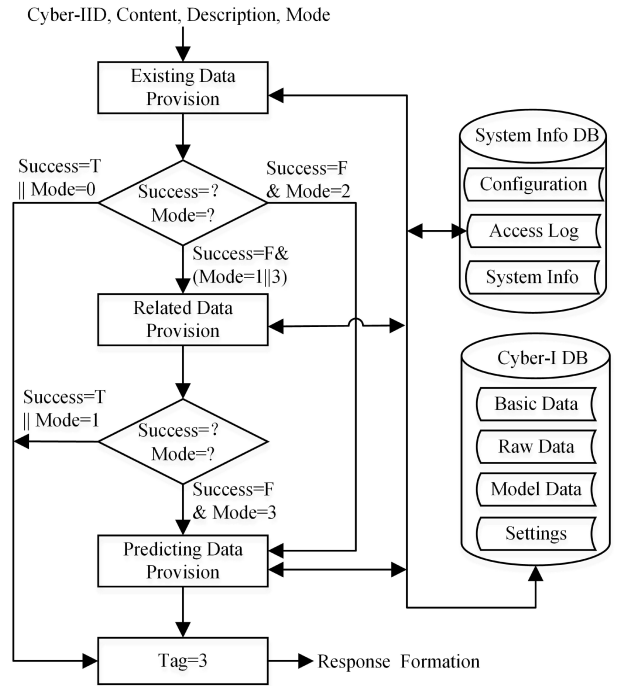 Cyber-IID, Content, Description, Mode
Existing Data
Provision
Success=T
|| Mode=0
Success=?
Mode=?
Success=F
& Mode=2
Success=F&
(Mode=1||3)
Related Data
Provision
Success=T
|| Mode=1
Success=?
Mode=?
Success=F
& Mode=3
Predicting Data
Provision
Tag=3
Response Formation
System Info DB
Configuration
Access Log
System Info
Cyber-I DB
Basic Data
Raw Data
Model Data
Settings